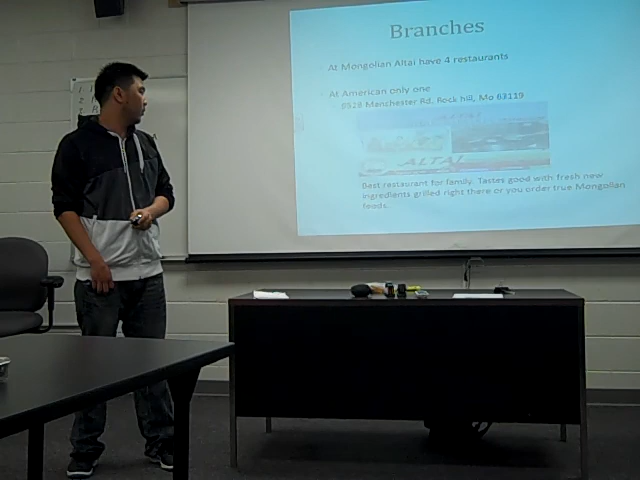 Branches
At Mongolian Altai have 4 restaurants
At American only one
8928 Manchester Rd. Rock hill, Mo 63119
ALTAI
Best restaurant for family. Tastes good with fresh new
ingredients grilled right there or you order true Mongolian
foods.